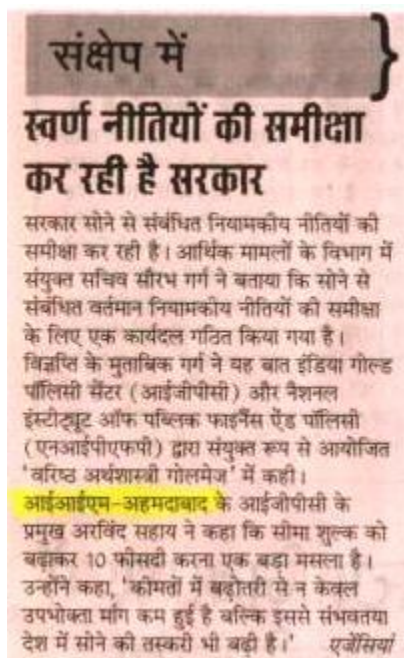 संक्षेप में
स्वर्ण नीतियों की समीक्षा
कर रही है सरकार
सरकार सोने से संबंधित नियामकीय नीतियों की
समीक्षा कर रही है। आर्थिक मामलों के विभाग में
संयुक्त सचिव सौरभ गर्ग ने बताया कि सोने से
संबंधित वर्तमान नियामकीय नीतियों की समीक्षा
के लिए एक कार्यदल गठित किया गया है।
विज्ञप्ति के मुताबिक गर्ग ने यह बात इंडिया गोल्ड
पॉलिसी सेंटर (आईजीपीसी) और नैशनल
इंस्टीट्यूट ऑफ पब्लिक फाइनैंस ऐंड पॉलिसी
(एनआईपीएफपी) द्वारा संयुक्त रूप से आयोजित
'वरिष्ठ अर्थशास्त्री गोलमेज' में कही।
आईआईएम-अहमदाबाद के आईजीपीसी के
प्रमुख अरविंद सहाय ने कहा कि सीमा शुल्क को
बढ़ाकर 10 फीसदी करना एक बड़ा मसला है।
उन्होंने कहा, 'कीमतों में बढ़ोतरी से न केवल
उपभोक्ता मांग कम हुई है बल्कि इससे संभवतया
देश में सोने की तस्करी भी बढ़ी है।' एजेंसियां